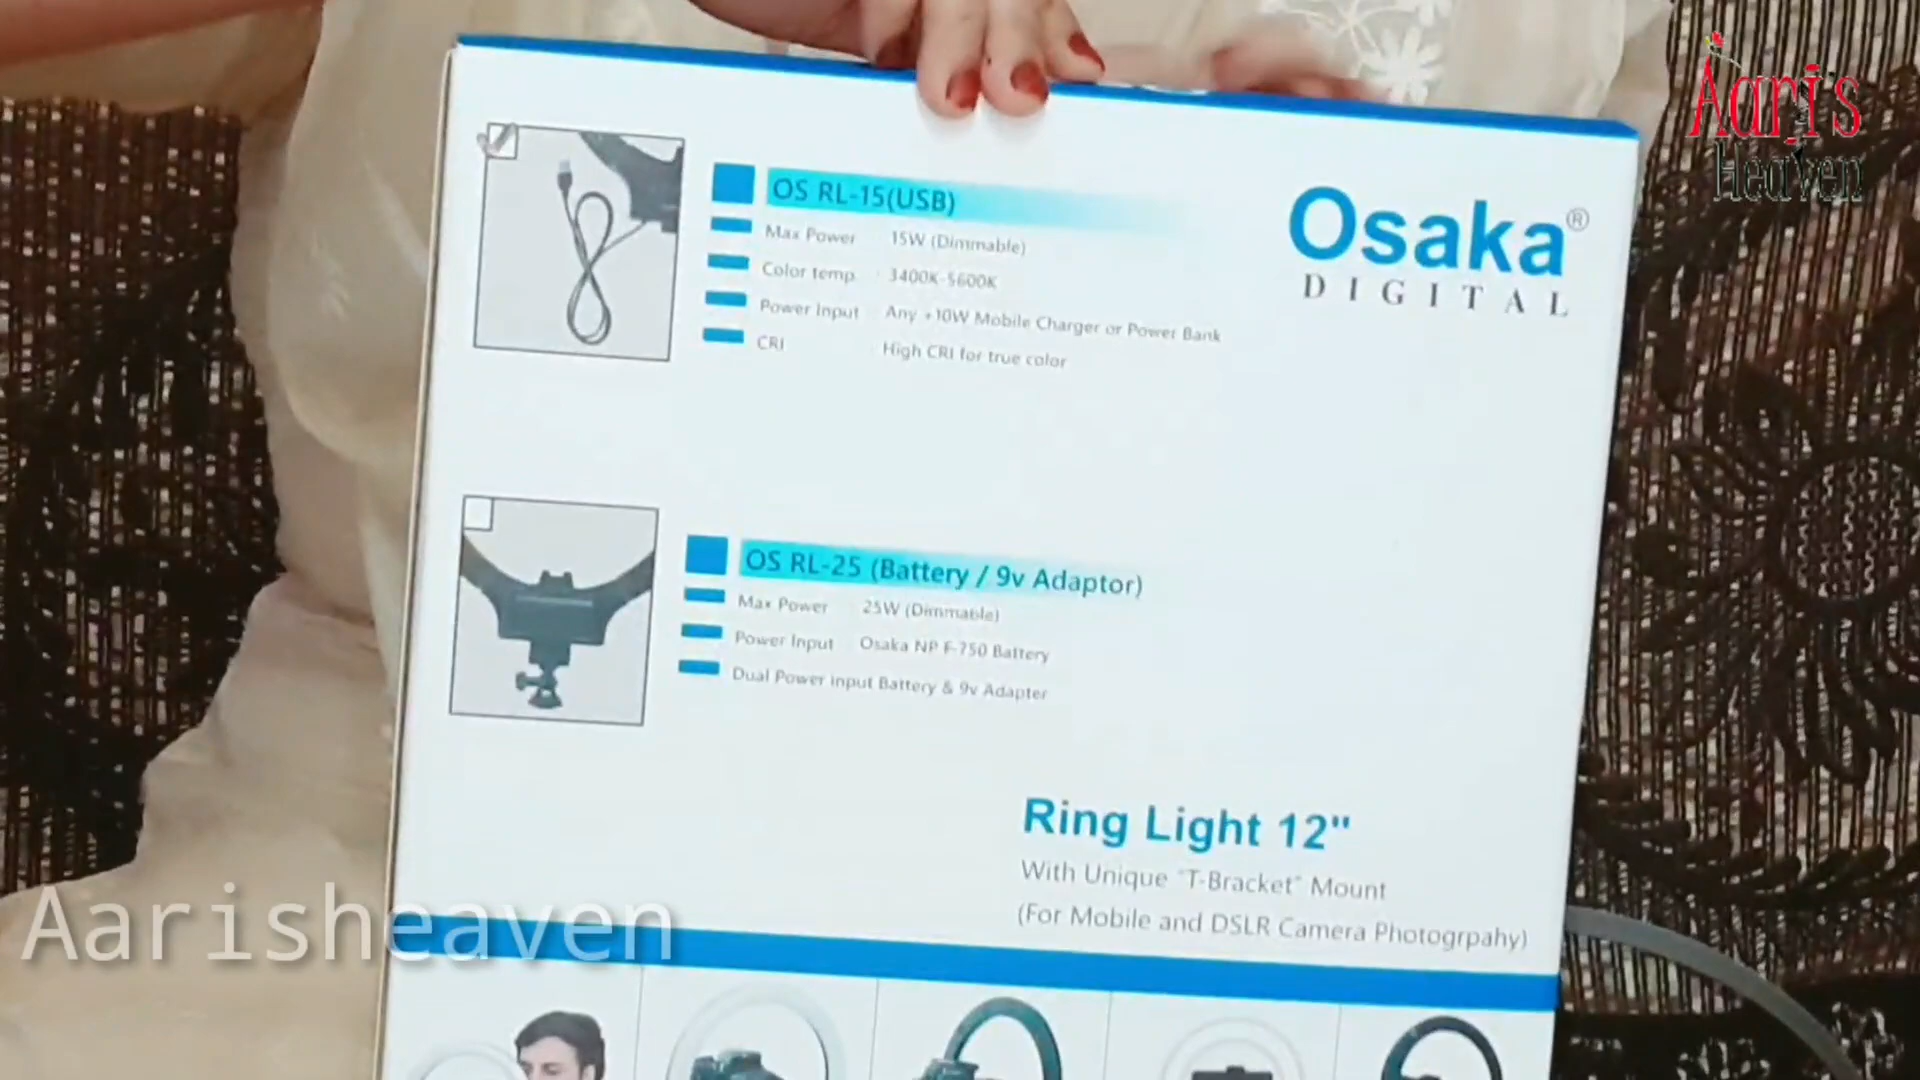 Aari's
Heaven
Osaka®
DIGITAL
OS RL-15(USB)
Max Power 15W (Dimmable)
Color temp. 3400K-5600K
Power Input Any +10W Mobile Charger or Power Bank
CRI High CRI for true color
OS RL-25 (Battery / 9v Adaptor)
Max Power 25W (Dimmable)
Power Input Osaka NP F-750 Battery
Dual Power input Battery & 9v Adapter
Ring Light 12"
With Unique "T-Bracket" Mount
(For Mobile and DSLR Camera Photogrpahy)
Aarisheaven